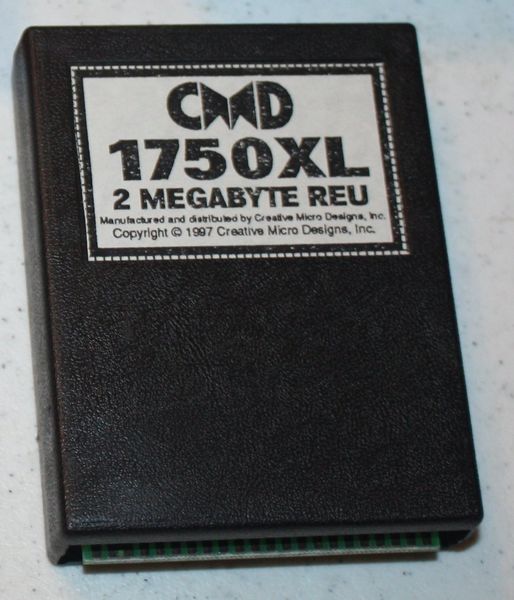 CMD
1750XL
2 MEGABYTE REU
Manufactured and distributed by Creative Micro Designs, Inc.
Copyright © 1997 Creative Micro Designs, Inc.